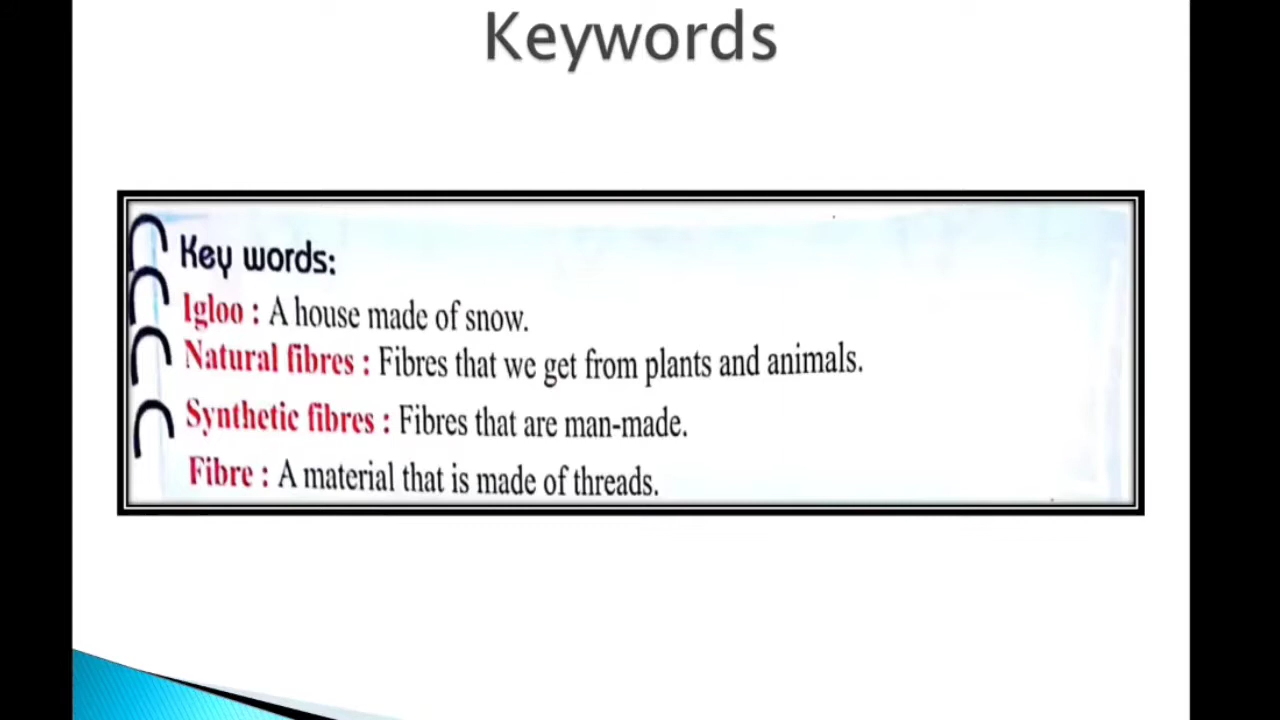 Keywords
Key words:
Igloo : A house made of snow.
Natural fibres : Fibres that we get from plants and animals.
Synthetic fibres : Fibres that are man-made.
Fibre : A material that is made of threads.